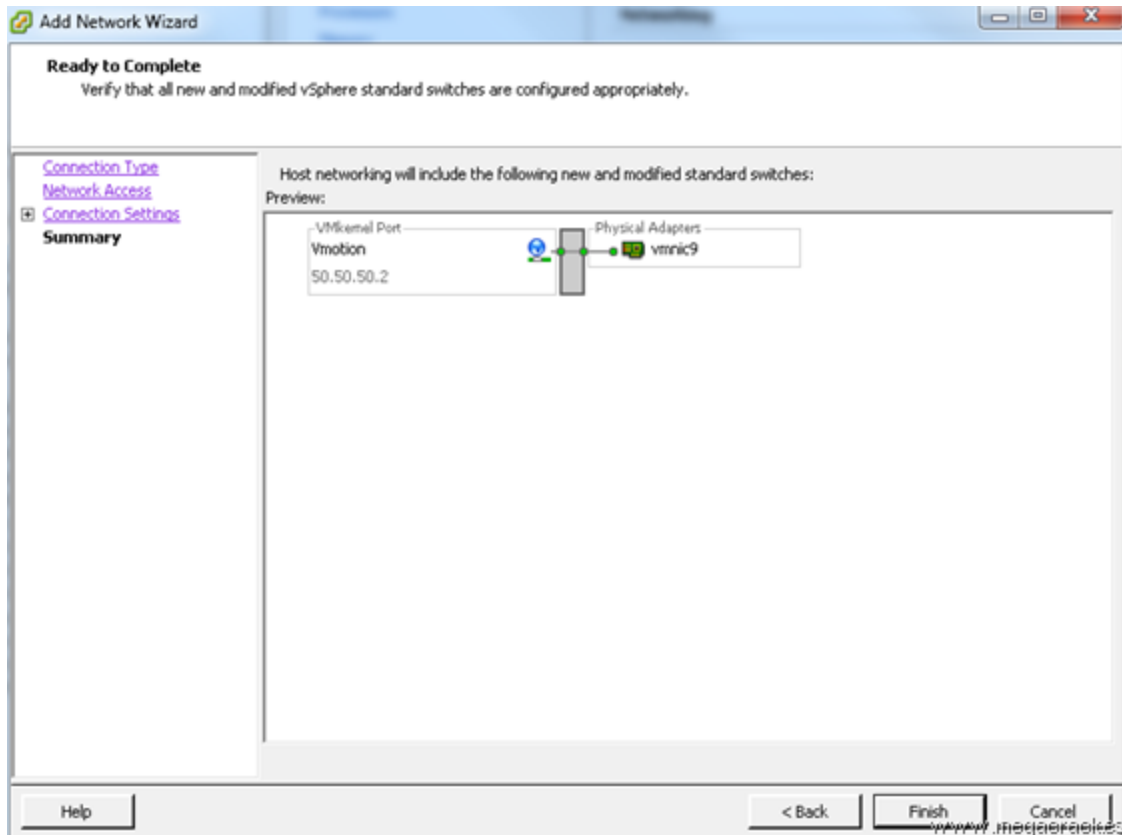 Add Network Wizard
Ready to Complete
Verify that all new and modified vSphere standard switches are configured appropriately.
Connection Type
Network Access
Connection Settings
Summary
Host networking will include the following new and modified standard switches:
Preview:
VMkernel Port
Vmotion
50.50.50.2
Physical Adapters
vmnic9
Help
< Back
Finish
Cancel